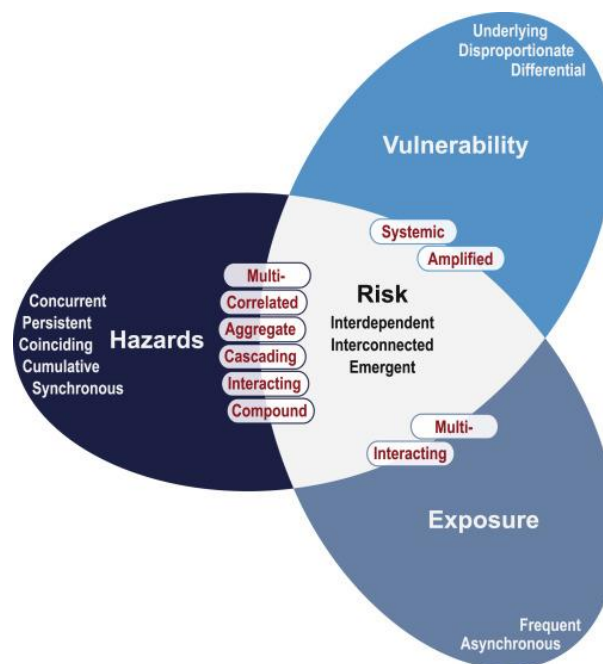 Underlying
Disproportionate
Differential
Vulnerability
Systemic
Amplified
Multi-
Correlated
Aggregate
Cascading
Interacting
Compound
Concurrent
Persistent
Coinciding
Cumulative
Synchronous
Hazards
Risk
Interdependent
Interconnected
Emergent
Multi-
Interacting
Exposure
Frequent
Asynchronous